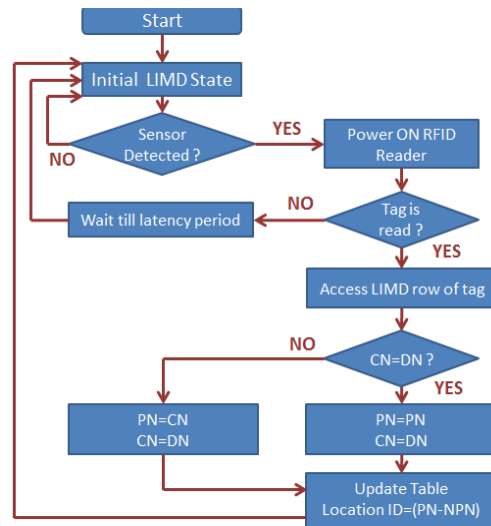 Start
Initial LIMD State
Sensor
Detected ?
YES
NO
Power ON RFID
Reader
Tag is
read ?
NO
Wait till latency period
YES
Access LIMD row of tag
CN=DN ?
NO
YES
PN=CN
CN=DN
PN=PN
CN=DN
Update Table
Location ID=(PN-NPN)